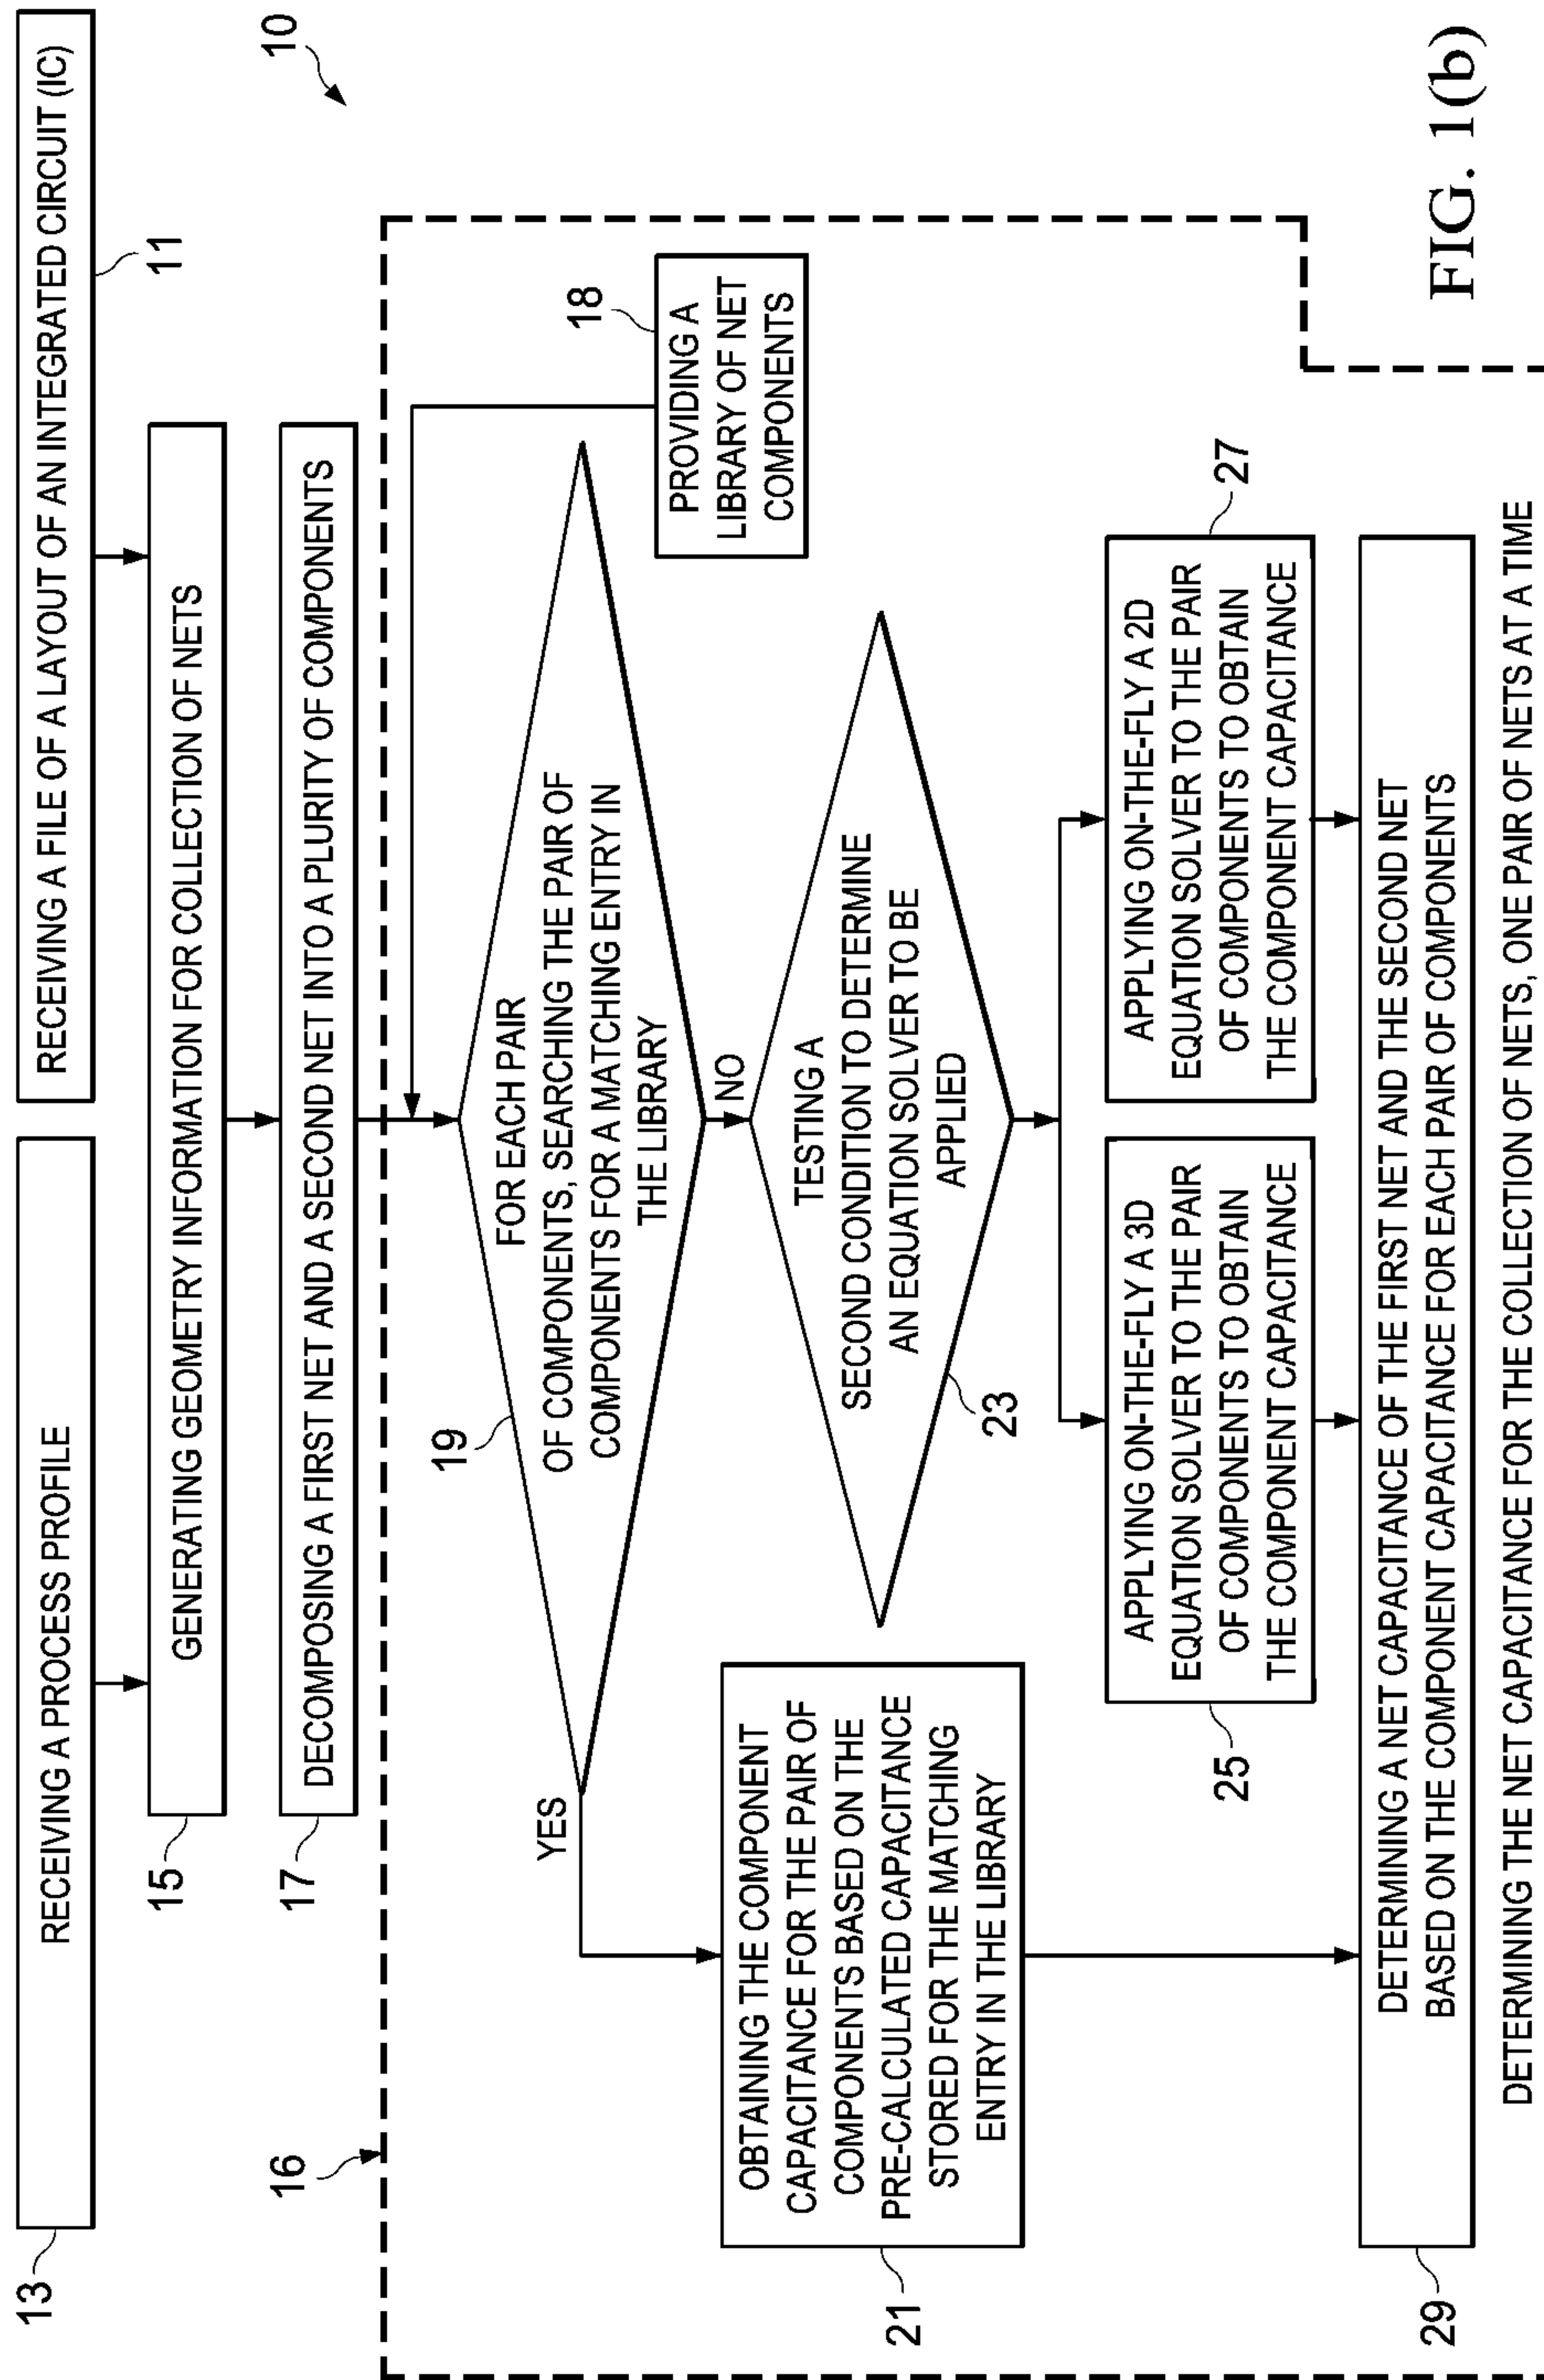 13
RECEIVING A PROCESS PROFILE
RECEIVING A FILE OF A LAYOUT OF AN INTEGRATED CIRCUIT (IC)
11
10
15
GENERATING GEOMETRY INFORMATION FOR COLLECTION OF NETS
17
DECOMPOSING A FIRST NET AND A SECOND NET INTO A PLURITY OF COMPONENTS
16
19
FOR EACH PAIR
OF COMPONENTS, SEARCHING THE PAIR OF
COMPONENTS FOR A MATCHING ENTRY IN
THE LIBRARY
YES
NO
18
PROVIDING A
LIBRARY OF NET
COMPONENTS
21
OBTAINING THE COMPONENT
CAPACITANCE FOR THE PAIR OF
COMPONENTS BASED ON THE
PRE-CALCULATED CAPACITANCE
STORED FOR THE MATCHING
ENTRY IN THE LIBRARY
23
TESTING A
SECOND CONDITION TO DETERMINE
AN EQUATION SOLVER TO BE
APPLIED
25
APPLYING ON-THE-FLY A 3D
EQUATION SOLVER TO THE PAIR
OF COMPONENTS TO OBTAIN
THE COMPONENT CAPACITANCE
27
APPLYING ON-THE-FLY A 2D
EQUATION SOLVER TO THE PAIR
OF COMPONENTS TO OBTAIN
THE COMPONENT CAPACITANCE
29
DETERMINING A NET CAPACITANCE OF THE FIRST NET AND THE SECOND NET
BASED ON THE COMPONENT CAPACITANCE FOR EACH PAIR OF COMPONENTS
DETERMINING THE NET CAPACITANCE FOR THE COLLECTION OF NETS, ONE PAIR OF NETS AT A TIME
FIG. 1(b)